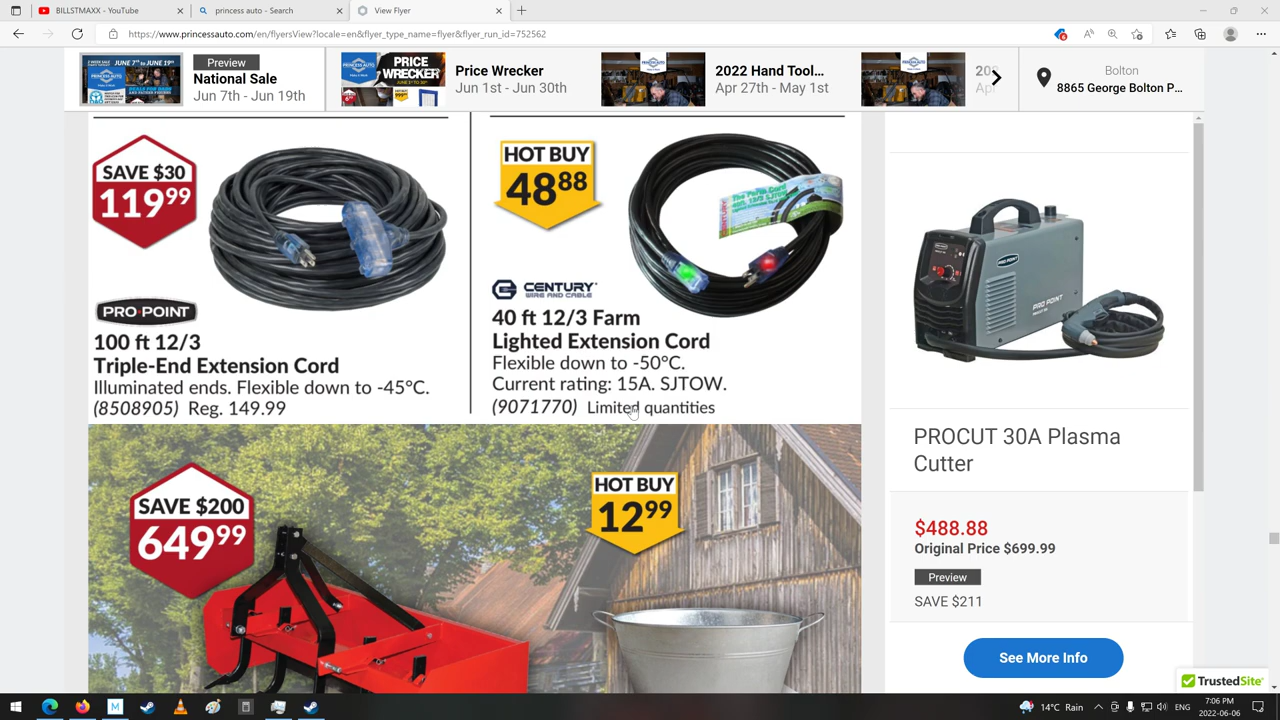 BILLSTMAXX - YouTube
princess auto - Search
View Flyer
https://www.princessauto.com/en/flyersView?locale=en&flyer_type_name=flyer&flyer_run_id=752562
Preview
National Sale
Jun 7th - Jun 19th
PRICE WRECKER
Price Wrecker
Jun 1st - Jun 30th
2022 Hand Tool...
Apr 27th - May 1st
Bolton
8865 George Bolton P...
SAVE $30
119 99
PRO•POINT
100 ft 12/3
Triple-End Extension Cord
Illuminated ends. Flexible down to -45°C.
(8508905) Reg. 149.99
HOT BUY
48 88
CENTURY
WIRE AND CABLE
40 ft 12/3 Farm
Lighted Extension Cord
Flexible down to -50°C.
Current rating: 15A. SJTOW.
(9071770) Limited quantities
SAVE $200
649 99
HOT BUY
12 99
PRO POINT
PROCUT 30A Plasma
Cutter
$488.88
Original Price $699.99
Preview
SAVE $211
See More Info
TrustedSite
14°C Rain
ENG
7:06 PM
2022-06-06